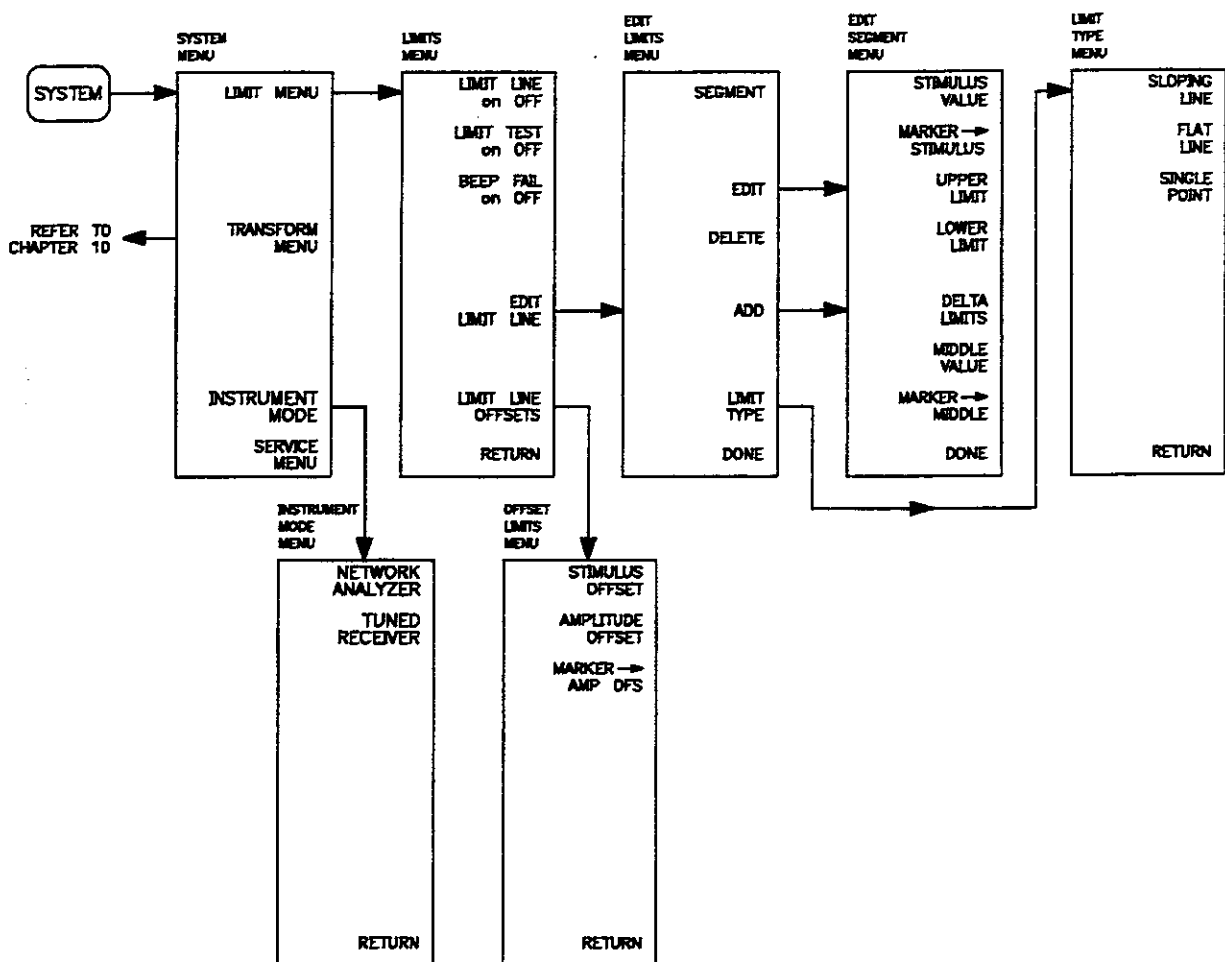 SYSTEM
SYSTEM
MENU
LIMIT MENU
TRANSFORM
MENU
INSTRUMENT
MODE
SERVICE
MENU
REFER TO
CHAPTER 10
LIMITS
MENU
LIMIT LINE
on OFF
LIMIT TEST
on OFF
BEEP FAIL
on OFF
EDIT
LIMIT LINE
LIMIT LINE
OFFSETS
RETURN
EDIT
LIMITS
MENU
SEGMENT
EDIT
DELETE
ADD
LIMIT
TYPE
DONE
EDIT
SEGMENT
MENU
STIMULUS
VALUE
MARKER→
STIMULUS
UPPER
LIMIT
LOWER
LIMIT
DELTA
LIMITS
MIDDLE
VALUE
MARKER→
MIDDLE
DONE
LIMIT
TYPE
MENU
SLOPING
LINE
FLAT
LINE
SINGLE
POINT
RETURN
INSTRUMENT
MODE
MENU
NETWORK
ANALYZER
TUNED
RECEIVER
RETURN
OFFSET
LIMITS
MENU
STIMULUS
OFFSET
AMPLITUDE
OFFSET
MARKER→
AMP OFS
RETURN